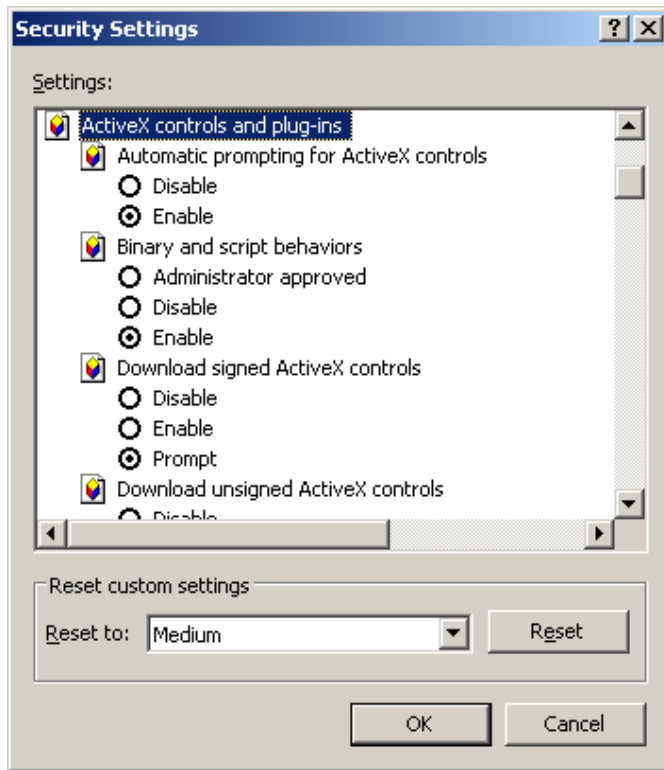 Security Settings
Settings:
ActiveX controls and plug-ins
Automatic prompting for ActiveX controls
Disable
Enable
Binary and script behaviors
Administrator approved
Disable
Enable
Download signed ActiveX controls
Disable
Enable
Prompt
Download unsigned ActiveX controls
Disable
Reset custom settings
Reset to: Medium Reset
OK Cancel